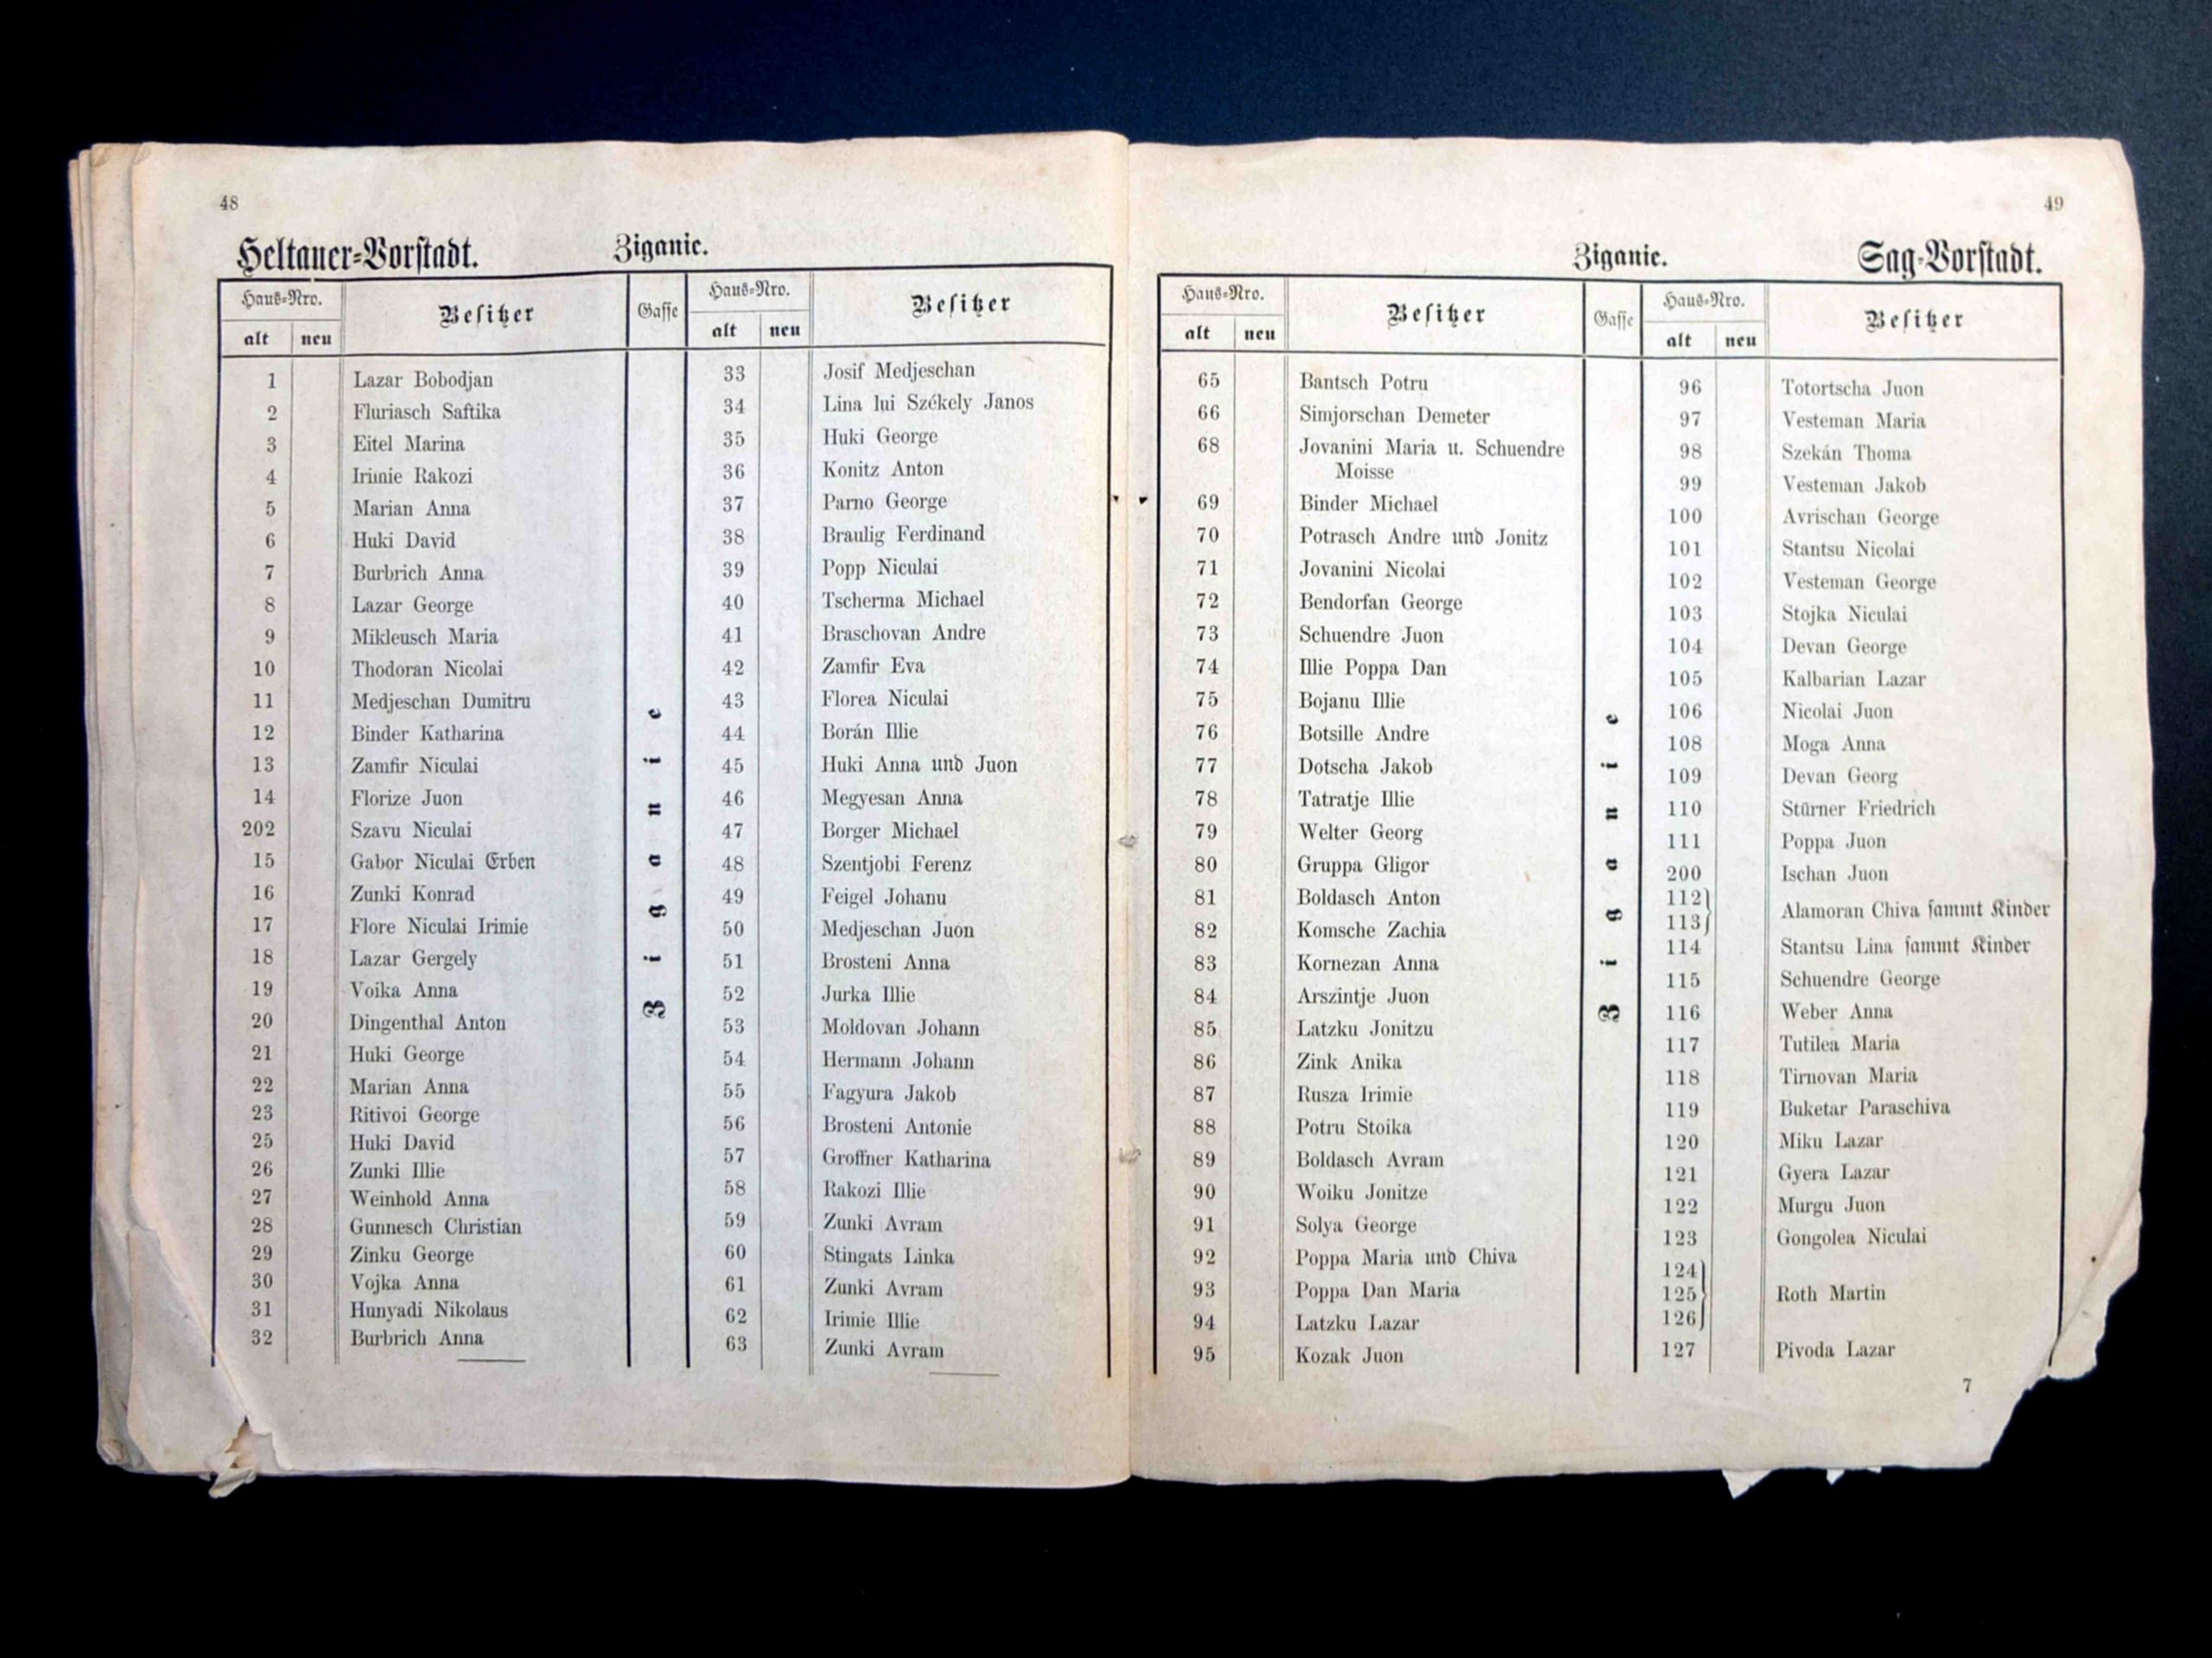 48
Heltauer-Vorstadt. Ziganie.
Haus-Nro. Besitzer Gasse Haus-Nro. Besitzer
alt neu alt neu
1 Lazar Bobodjan
2 Fluriasch Saftika
3 Eitel Marina
4 Irimie Rakozi
5 Marian Anna
6 Huki David
7 Burbrich Anna
8 Lazar George
9 Mikleusch Maria
10 Thodoran Nicolai
11 Medjeschan Dumitru
12 Binder Katharina
13 Zamfir Niculai
14 Florize Juon
202 Szavu Niculai
15 Gabor Niculai Erben
16 Zunki Konrad
17 Flore Niculai Irimie
18 Lazar Gergely
19 Voika Anna
20 Dingenthal Anton
21 Huki George
22 Marian Anna
23 Ritivoi George
25 Huki David
26 Zunki Illie
27 Weinhold Anna
28 Gunnesch Christian
29 Zinku George
30 Vojka Anna
31 Hunyadi Nikolaus
32 Burbrich Anna
Ziganie
33 Josif Medjeschan
34 Lina lui Székely Janos
35 Huki George
36 Konitz Anton
37 Parno George
38 Braulig Ferdinand
39 Popp Niculai
40 Tscherma Michael
41 Braschovan Andre
42 Zamfir Eva
43 Florea Niculai
44 Borán Illie
45 Huki Anna und Juon
46 Megyesan Anna
47 Borger Michael
48 Szentjobi Ferenz
49 Feigel Johanu
50 Medjeschan Juon
51 Brosteni Anna
52 Jurka Illie
53 Moldovan Johann
54 Hermann Johann
55 Fagyura Jakob
56 Brosteni Antonie
57 Groffner Katharina
58 Rakozi Illie
59 Zunki Avram
60 Stingats Linka
61 Zunki Avram
62 Irimie Illie
63 Zunki Avram
49
Ziganie. Sag-Vorstadt.
Haus-Nro. Besitzer Gasse Haus-Nro. Besitzer
alt neu alt neu
65 Bantsch Potru
66 Simjorschan Demeter
68 Jovanini Maria u. Schuendre
Moisse
69 Binder Michael
70 Potrasch Andre und Jonitz
71 Jovanini Nicolai
72 Bendorfan George
73 Schuendre Juon
74 Illie Poppa Dan
75 Bojanu Illie
76 Botsille Andre
77 Dotscha Jakob
78 Tatratje Illie
79 Welter Georg
80 Gruppa Gligor
81 Boldasch Anton
82 Komsche Zachia
83 Kornezan Anna
84 Arszintje Juon
85 Latzku Jonitzu
86 Zink Anika
87 Rusza Irimie
88 Potru Stoika
89 Boldasch Avram
90 Woiku Jonitze
91 Solya George
92 Poppa Maria und Chiva
93 Poppa Dan Maria
94 Latzku Lazar
95 Kozak Juon
Ziganie
96 Totortscha Juon
97 Vesteman Maria
98 Szekán Thoma
99 Vesteman Jakob
100 Avrischan George
101 Stantsu Nicolai
102 Vesteman George
103 Stojka Niculai
104 Devan George
105 Kalbarian Lazar
106 Nicolai Juon
108 Moga Anna
109 Devan Georg
110 Stürner Friedrich
111 Poppa Juon
200 Ischan Juon
112}
113} Alamoran Chiva sammt Kinder
114 Stantsu Lina sammt Kinder
115 Schuendre George
116 Weber Anna
117 Tutilea Maria
118 Tirnovan Maria
119 Buketar Paraschiva
120 Miku Lazar
121 Gyera Lazar
122 Murgu Juon
123 Gongolea Niculai
124}
125} Roth Martin
126}
127 Pivoda Lazar
7